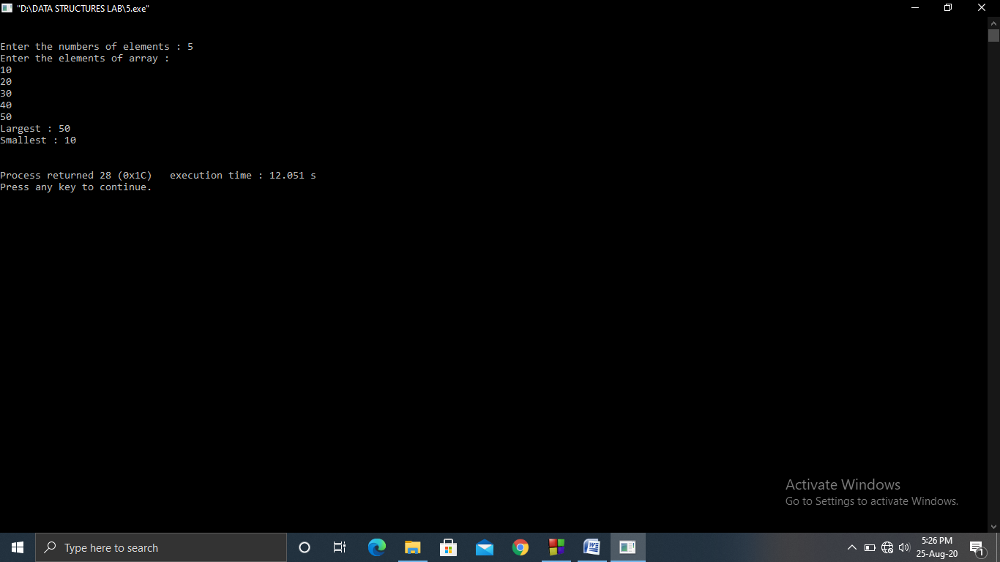 "D:\DATA STRUCTURES LAB\5.exe"
Enter the numbers of elements : 5
Enter the elements of array :
10
20
30
40
50
Largest : 50
Smallest : 10
Process returned 28 (0x1C)   execution time : 12.051 s
Press any key to continue.
Activate Windows
Go to Settings to activate Windows.
Type here to search
5:26 PM
25-Aug-20
1